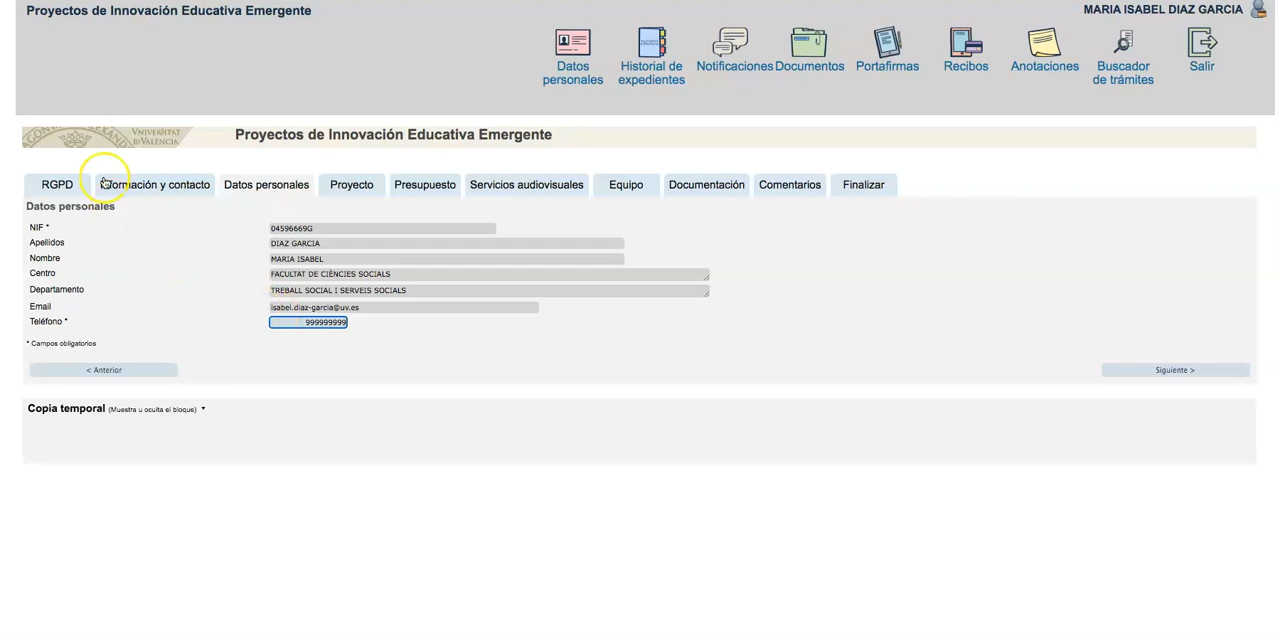 Proyectos de Innovación Educativa Emergente
MARIA ISABEL DIAZ GARCIA
Datos personales
Historial de expedientes
Notificaciones
Documentos
Portafirmas
Recibos
Anotaciones
Buscador de trámites
Salir
VNIVERSITAT
Proyectos de Innovación Educativa Emergente
RGPD
Información y contacto
Datos personales
Proyecto
Presupuesto
Servicios audiovisuales
Equipo
Documentación
Comentarios
Finalizar
Datos personales
NIF * 04596669G
Apellidos DIAZ GARCIA
Nombre MARIA ISABEL
Centro FACULTAT DE CIÈNCIES SOCIALS
Departamento TREBALL SOCIAL I SERVEIS SOCIALS
Email isabel.diaz-garcia@uv.es
Teléfono * 999999999
* Campos obligatorios
< Anterior
Siguiente >
Copia temporal (Muestra u oculta el bloque)